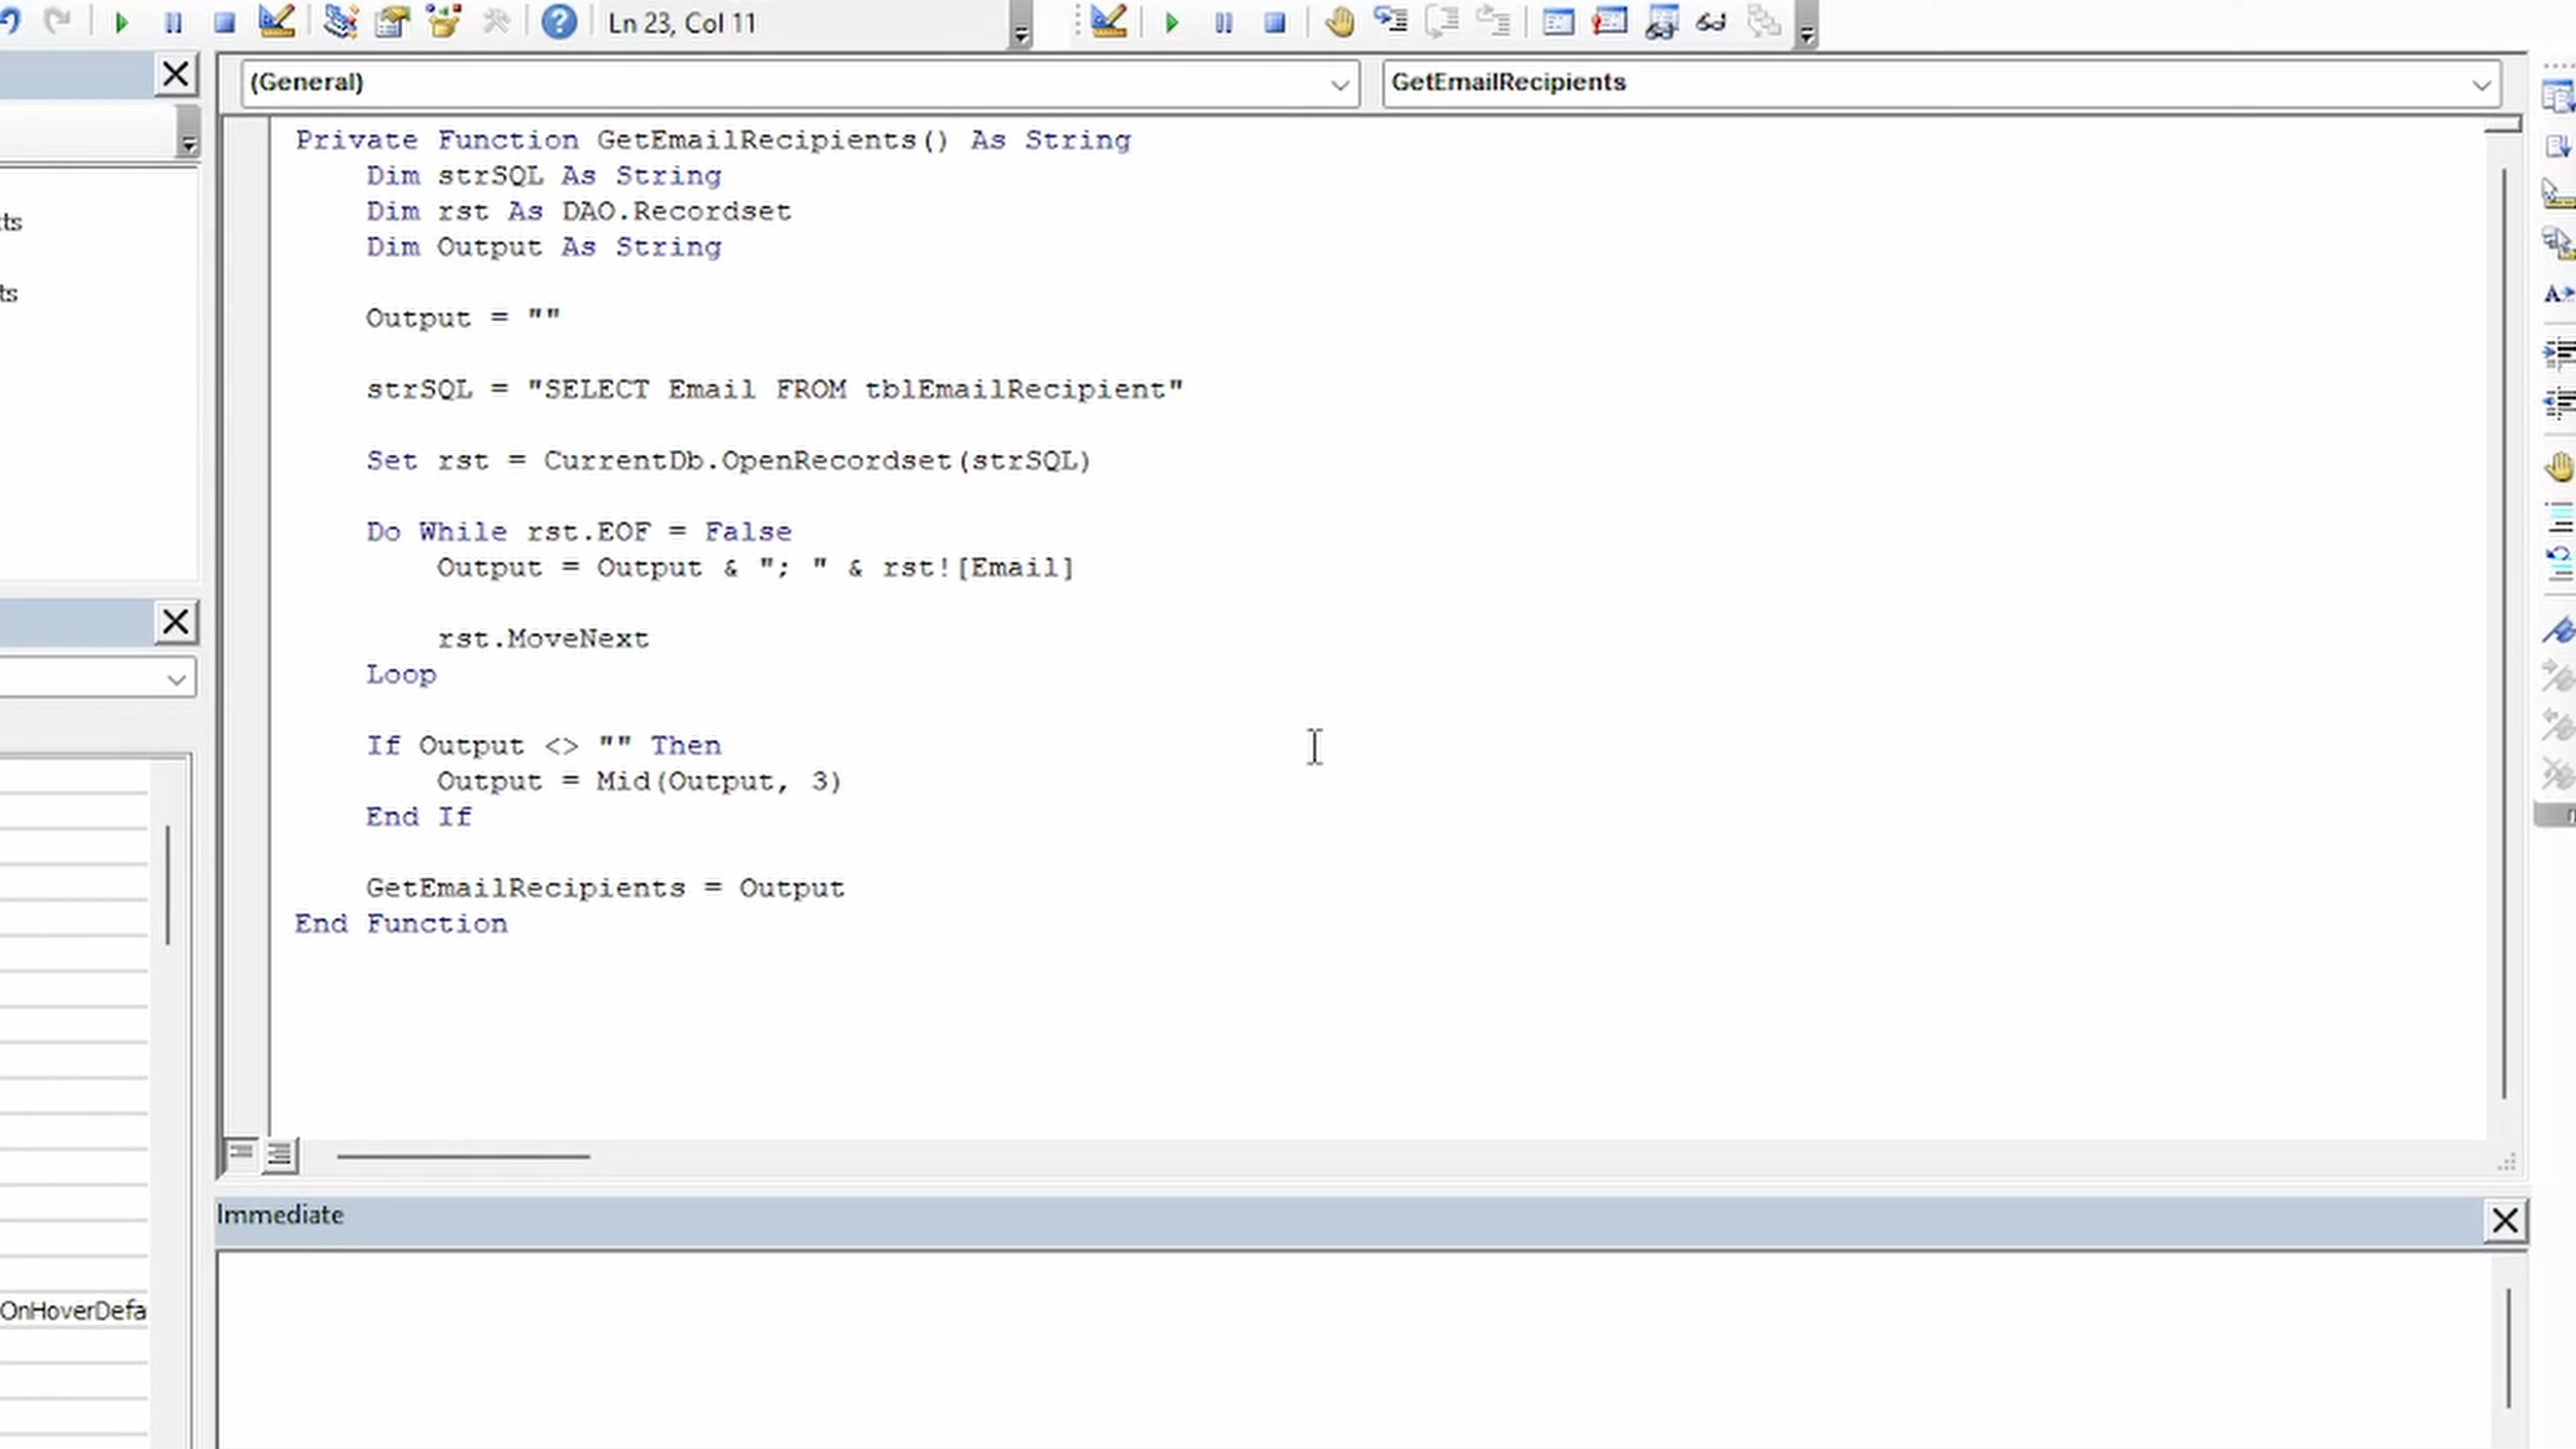 Ln 23, Col 11
(General)
GetEmailRecipients
Private Function GetEmailRecipients() As String
Dim strSQL As String
Dim rst As DAO.Recordset
Dim Output As String
Output = ""
strSQL = "SELECT Email FROM tblEmailRecipient"
Set rst = CurrentDb.OpenRecordset(strSQL)
Do While rst.EOF = False
Output = Output & "; " & rst![Email]
rst.MoveNext
Loop
If Output <> "" Then
Output = Mid(Output, 3)
End If
GetEmailRecipients = Output
End Function
ts
ts
OnHoverDefa
Immediate